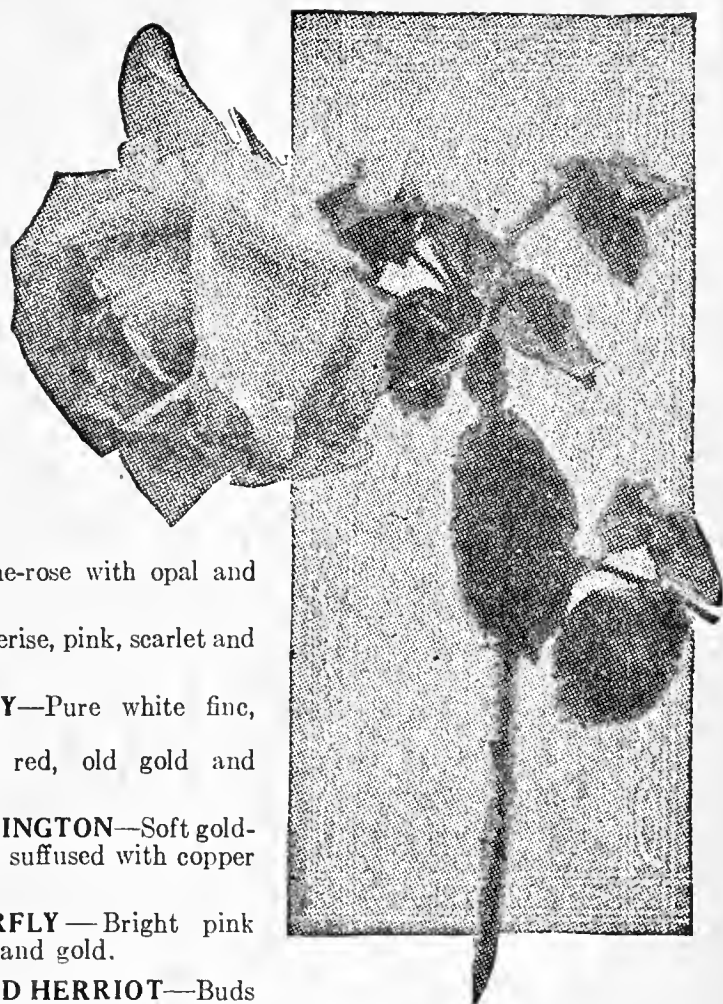 ne-rose with opal and
erise, pink, scarlet and
Y—Pure white fine,
red, old gold and
INGTON—Soft gold-
suffused with copper
RFLY—Bright pink
and gold.
D HERRIOT—Buds